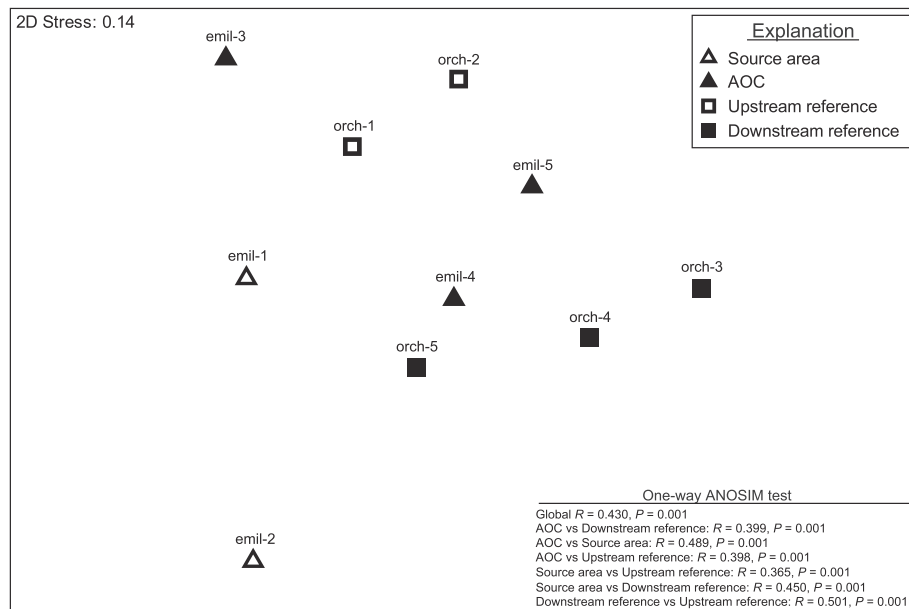 2D Stress: 0.14
Explanation
Source area
AOC
Upstream reference
Downstream reference
emil-3
orch-2
orch-1
emil-5
emil-1
emil-4
orch-3
orch-4
orch-5
emil-2
One-way ANOSIM test
Global R = 0.430, P = 0.001
AOC vs Downstream reference: R = 0.399, P = 0.001
AOC vs Source area: R = 0.489, P = 0.001
AOC vs Upstream reference: R = 0.398, P = 0.001
Source area vs Upstream reference: R = 0.365, P = 0.001
Source area vs Downstream reference: R = 0.450, P = 0.001
Downstream reference vs Upstream reference: R = 0.501, P = 0.001